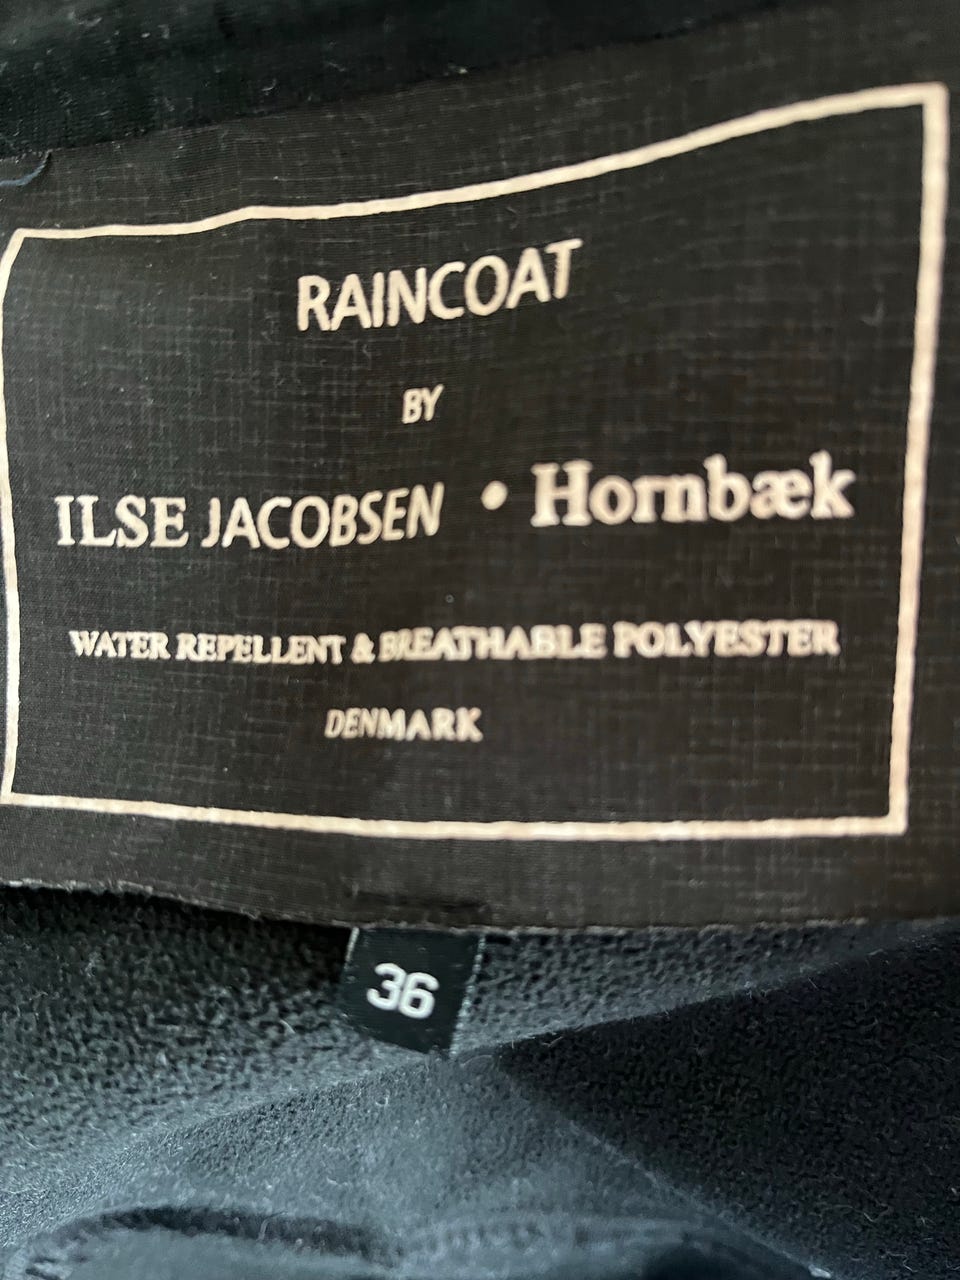 RAINCOAT
BY
ILSE JACOBSEN • Hornbæk
WATER REPELLENT & BREATHABLE POLYESTER
DENMARK
36